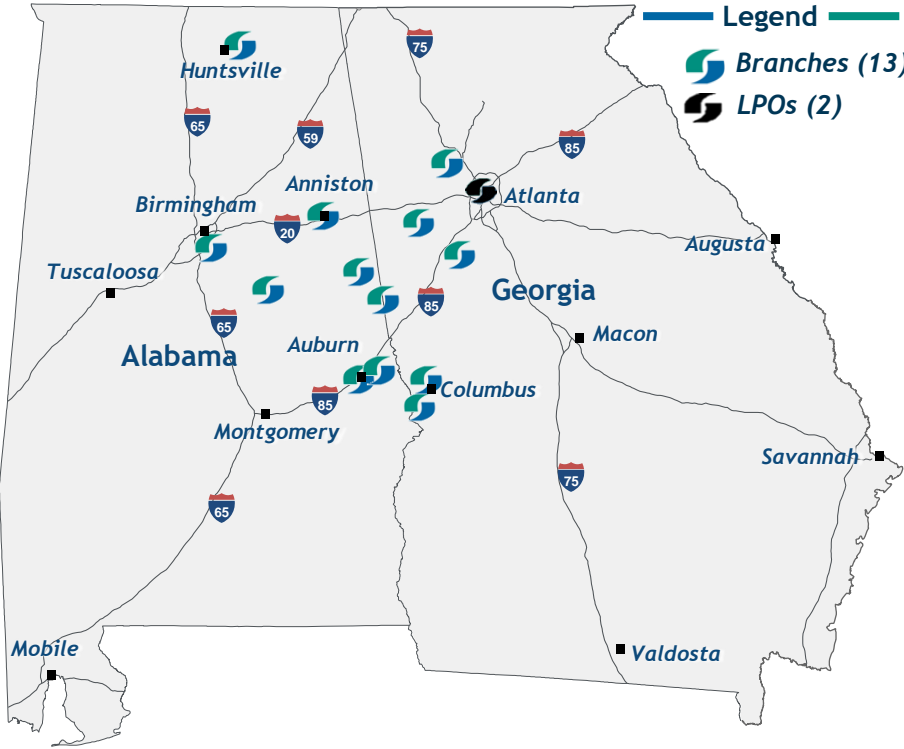 Legend
Branches (13)
LPOs (2)
75
Huntsville
65
59
85
Anniston
Atlanta
Birmingham
20
Augusta
Tuscaloosa
Georgia
85
65
Macon
Auburn
Alabama
Columbus
85
Montgomery
Savannah
75
65
Mobile
Valdosta